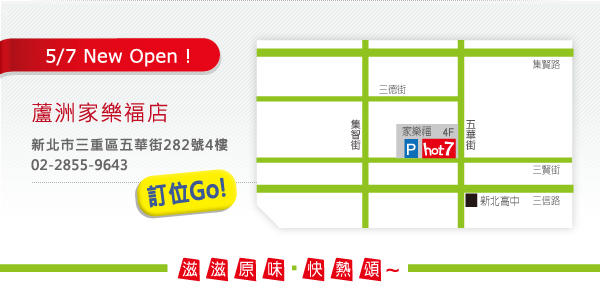 5/7 New Open !
蘆洲家樂福店
新北市三重區五華街282號4樓
02-2855-9643
訂位Go!
集賢路
三德街
集智街
五華街
家樂福 4F
P hot7
三賢街
新北高中
三信路
滋滋原味·快熱頌~